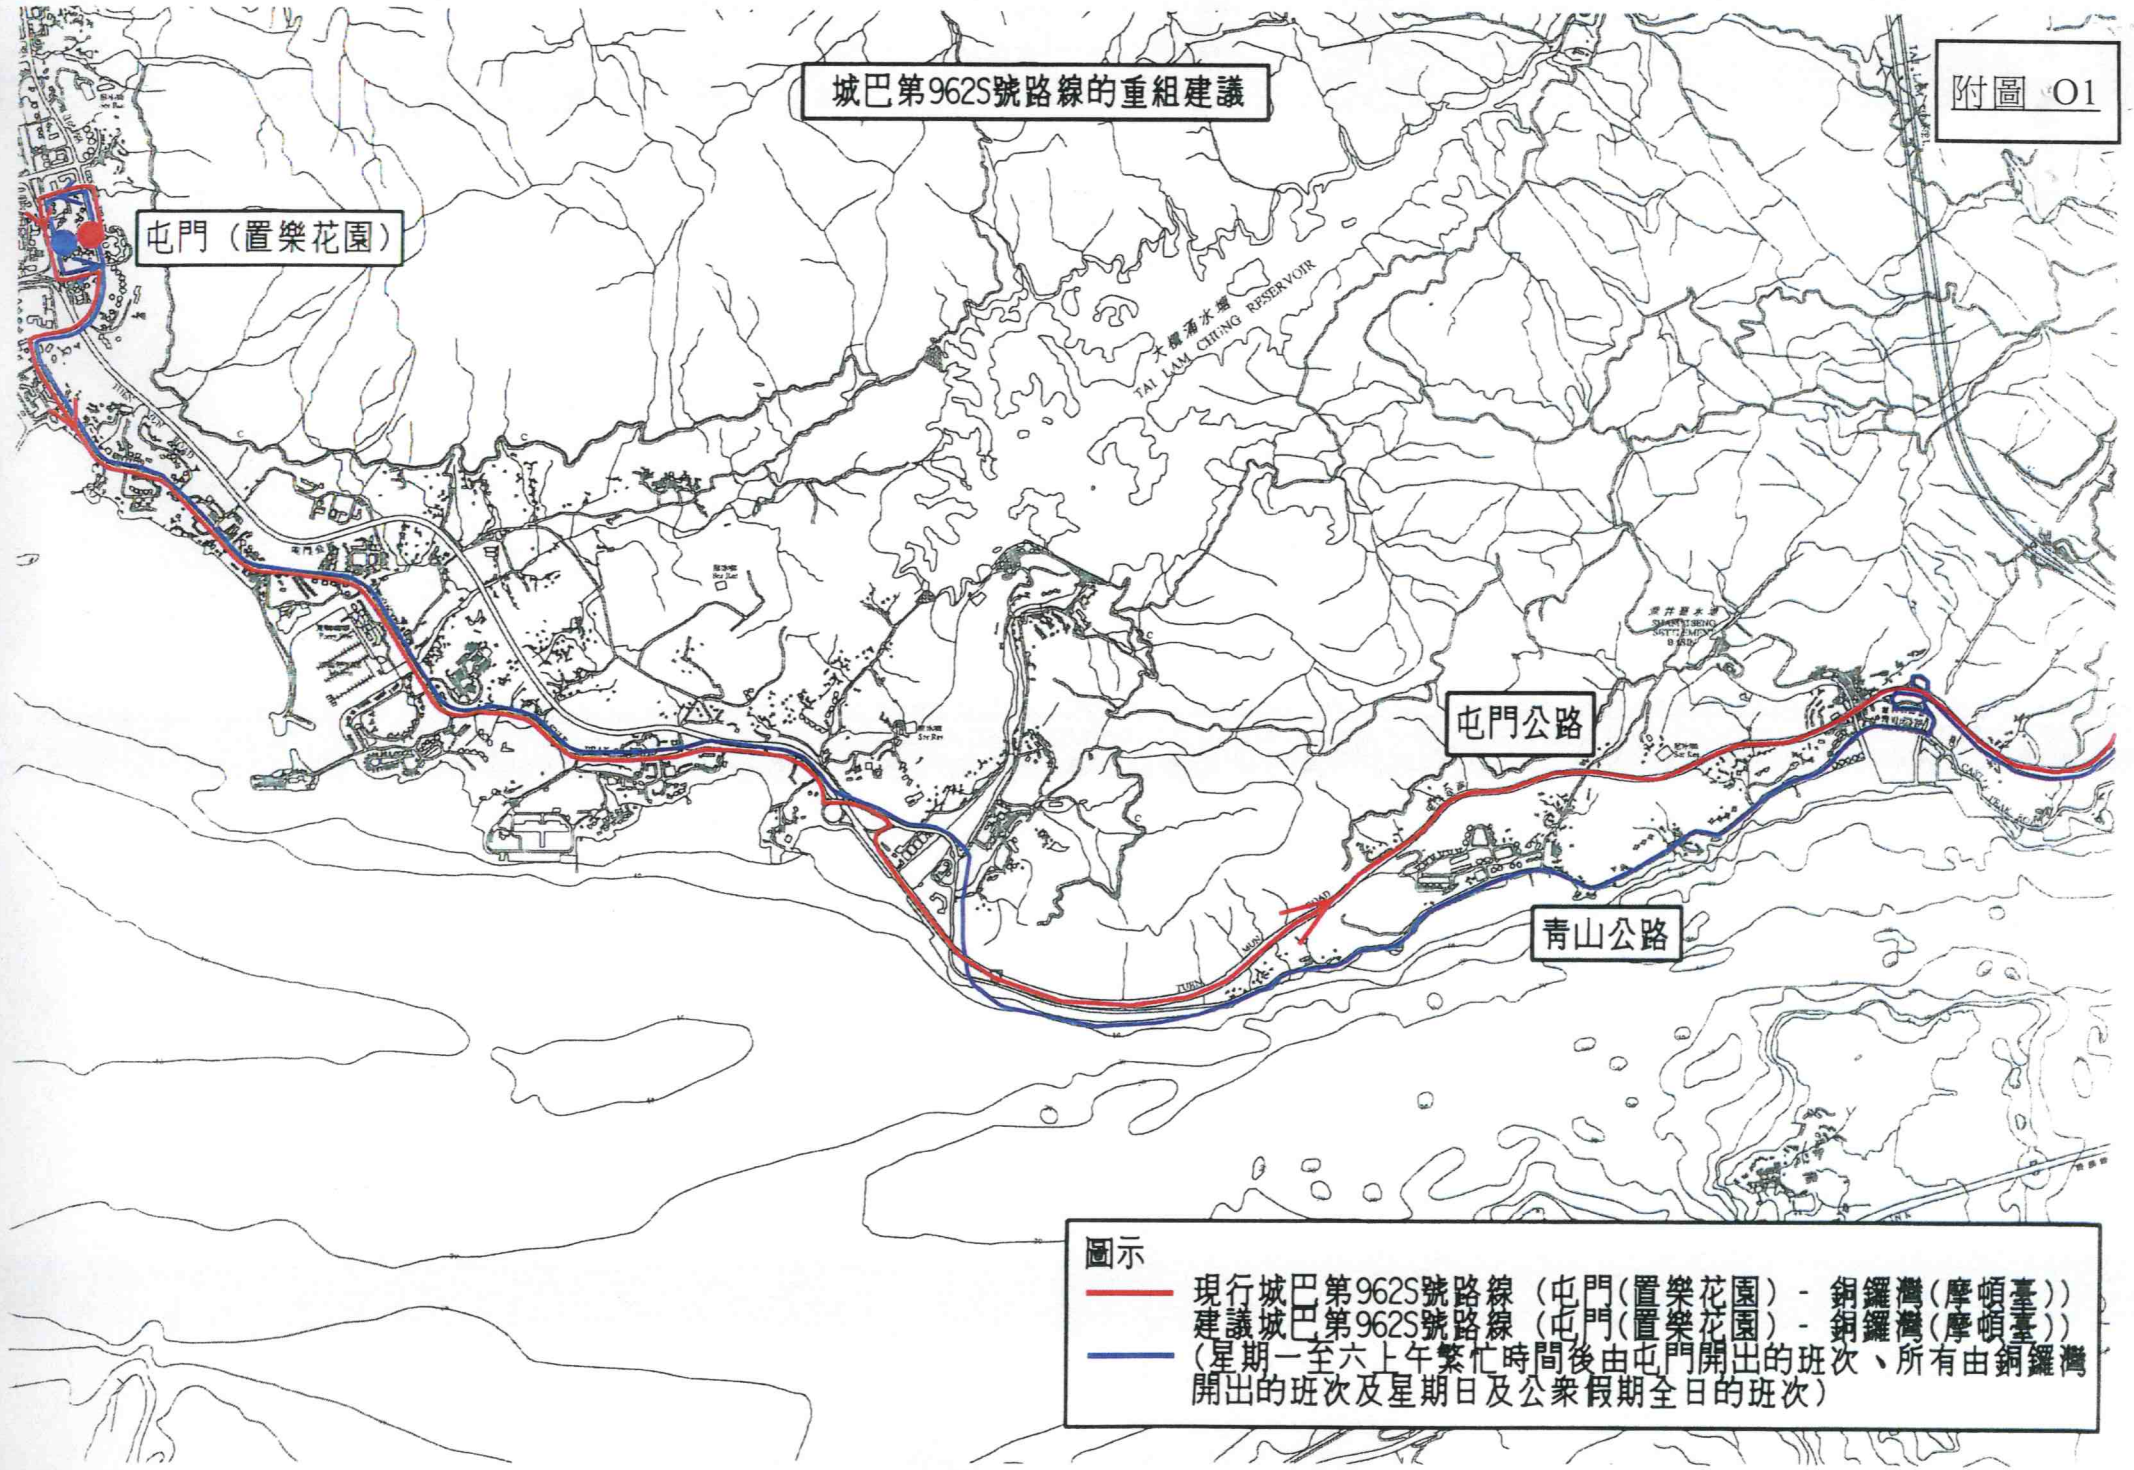 城巴第962S號路線的重組建議
附圖 O1
屯門（置樂花園）
大欖涌水塘
TAI LAM CHUNG RESERVOIR
屯門公路
青山公路
TUEN
MUN
ROAD
圖示
現行城巴第962S號路線（屯門(置樂花園) - 銅鑼灣(摩頓臺)）
建議城巴第962S號路線（屯門(置樂花園) - 銅鑼灣(摩頓臺)）
(星期一至六上午繁忙時間後由屯門開出的班次、所有由銅鑼灣
開出的班次及星期日及公眾假期全日的班次)